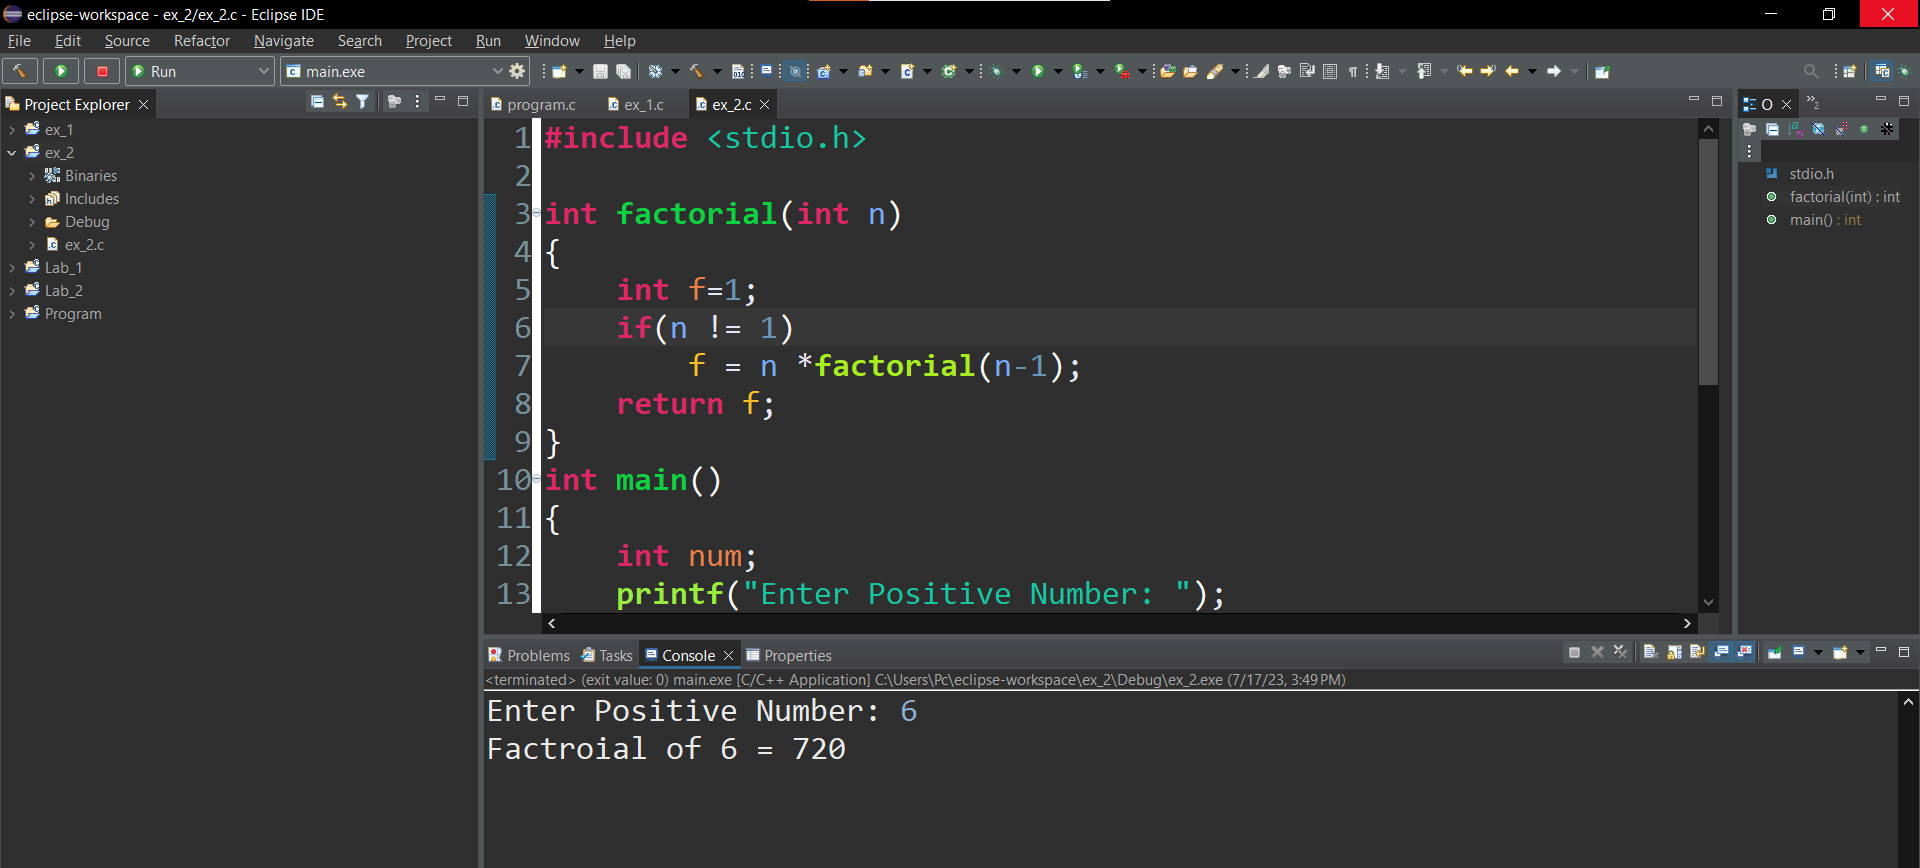 eclipse-workspace - ex_2/ex_2.c - Eclipse IDE
File Edit Source Refactor Navigate Search Project Run Window Help
Run main.exe
Project Explorer
ex_1
ex_2
Binaries
Includes
Debug
ex_2.c
Lab_1
Lab_2
Program
program.c ex_1.c ex_2.c
1 #include <stdio.h>
2
3 int factorial(int n)
4 {
5 int f=1;
6 if(n != 1)
7 f = n *factorial(n-1);
8 return f;
9 }
10 int main()
11 {
12 int num;
13 printf("Enter Positive Number: ");
O 2
stdio.h
factorial(int) : int
main() : int
Problems Tasks Console Properties
<terminated> (exit value: 0) main.exe [C/C++ Application] C:\Users\Pc\eclipse-workspace\ex_2\Debug\ex_2.exe (7/17/23, 3:49 PM)
Enter Positive Number: 6
Factroial of 6 = 720